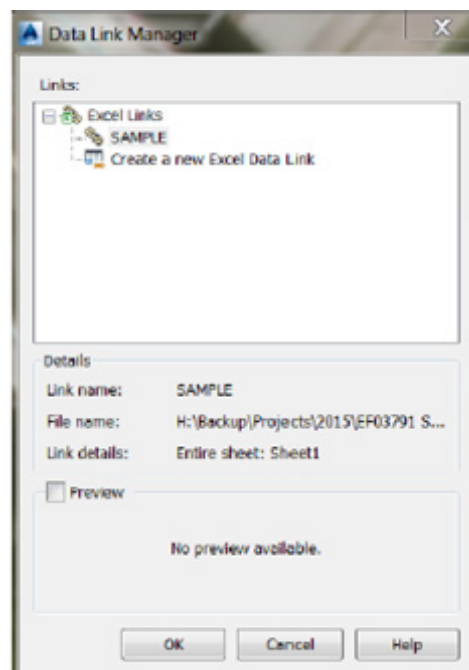 Data Link Manager
Links:
Excel Links
SAMPLE
Create a new Excel Data Link
Details
Link name: SAMPLE
File name: H:\Backup\Projects\2015\EF03791 S...
Link details: Entire sheet: Sheet1
Preview
No preview available.
OK Cancel Help